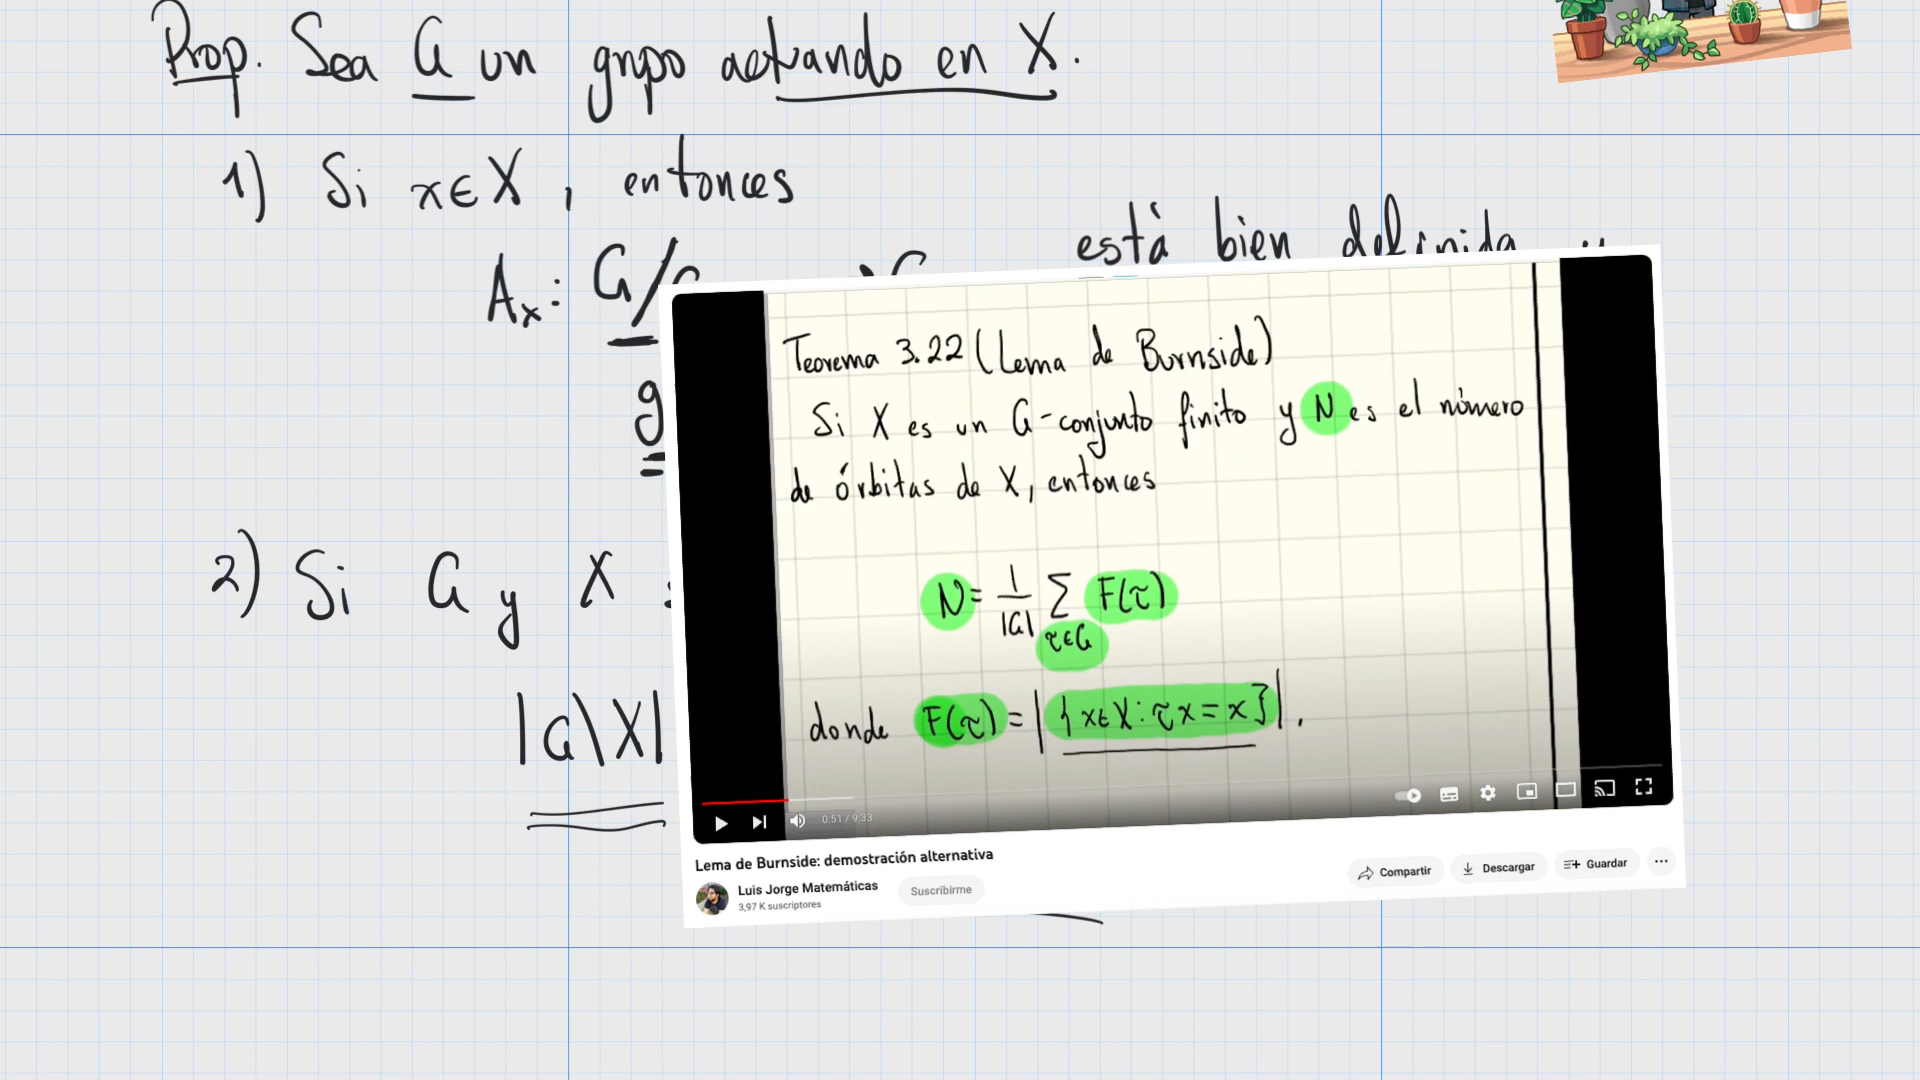 Prop. Sea G un grupo actuando en X.
1) Si x∈X, entonces
está bien definida y
A_x: G/G
g
2) Si G y X
|G\X|
Teorema 3.22 (Lema de Burnside)
Si X es un G-conjunto finito y N es el número
de órbitas de X, entonces
N = 1/|G| ∑_{τ∈G} F(τ)
donde F(τ) = |{x∈X: τx = x}|.
0:51 / 9:33
Lema de Burnside: demostración alternativa
Luis Jorge Matemáticas
3,97 K suscriptores
Suscribirme
Compartir
Descargar
Guardar